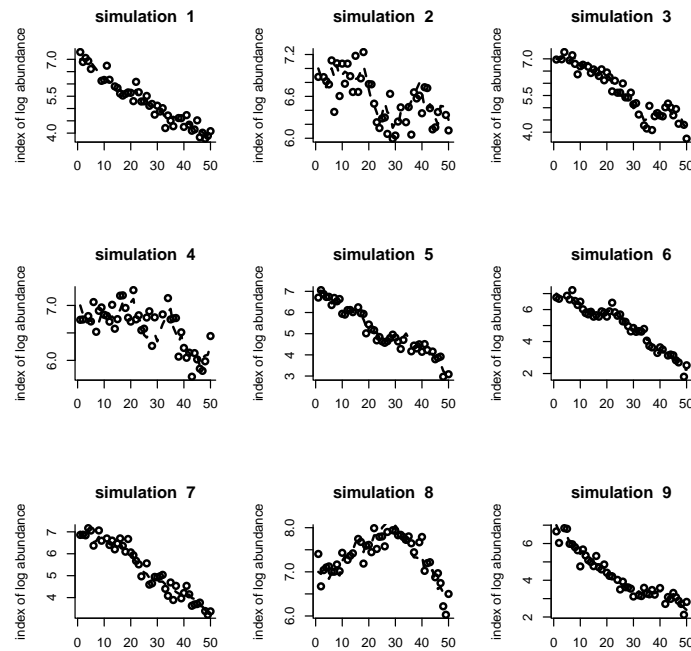 simulation 1
index of log abundance
4.0 5.5 7.0
0 10 20 30 40 50
simulation 2
index of log abundance
6.0 6.6 7.2
0 10 20 30 40 50
simulation 3
index of log abundance
4.0 5.5 7.0
0 10 20 30 40 50
simulation 4
index of log abundance
6.0 7.0
0 10 20 30 40 50
simulation 5
index of log abundance
3 4 5 6 7
0 10 20 30 40 50
simulation 6
index of log abundance
2 4 6
0 10 20 30 40 50
simulation 7
index of log abundance
4 5 6 7
0 10 20 30 40 50
simulation 8
index of log abundance
6.0 7.0 8.0
0 10 20 30 40 50
simulation 9
index of log abundance
2 4 6
0 10 20 30 40 50